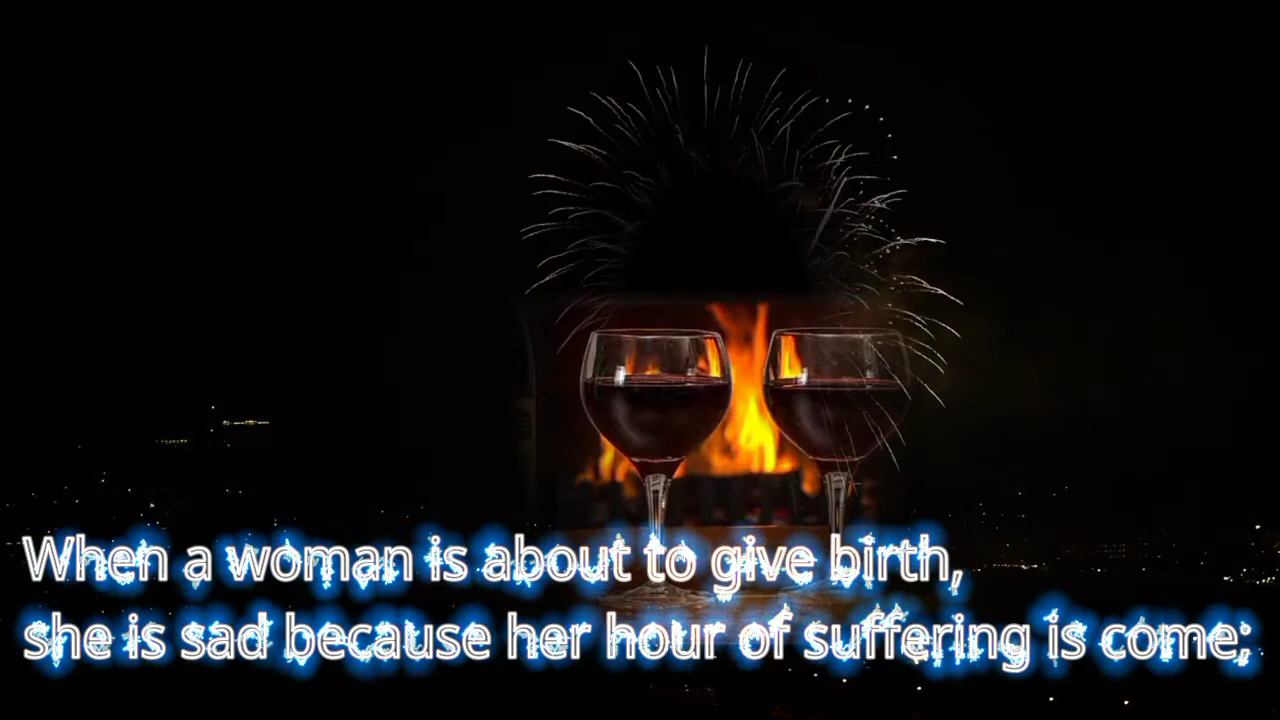 When a woman is about to give birth,
she is sad because her hour of suffering is come;